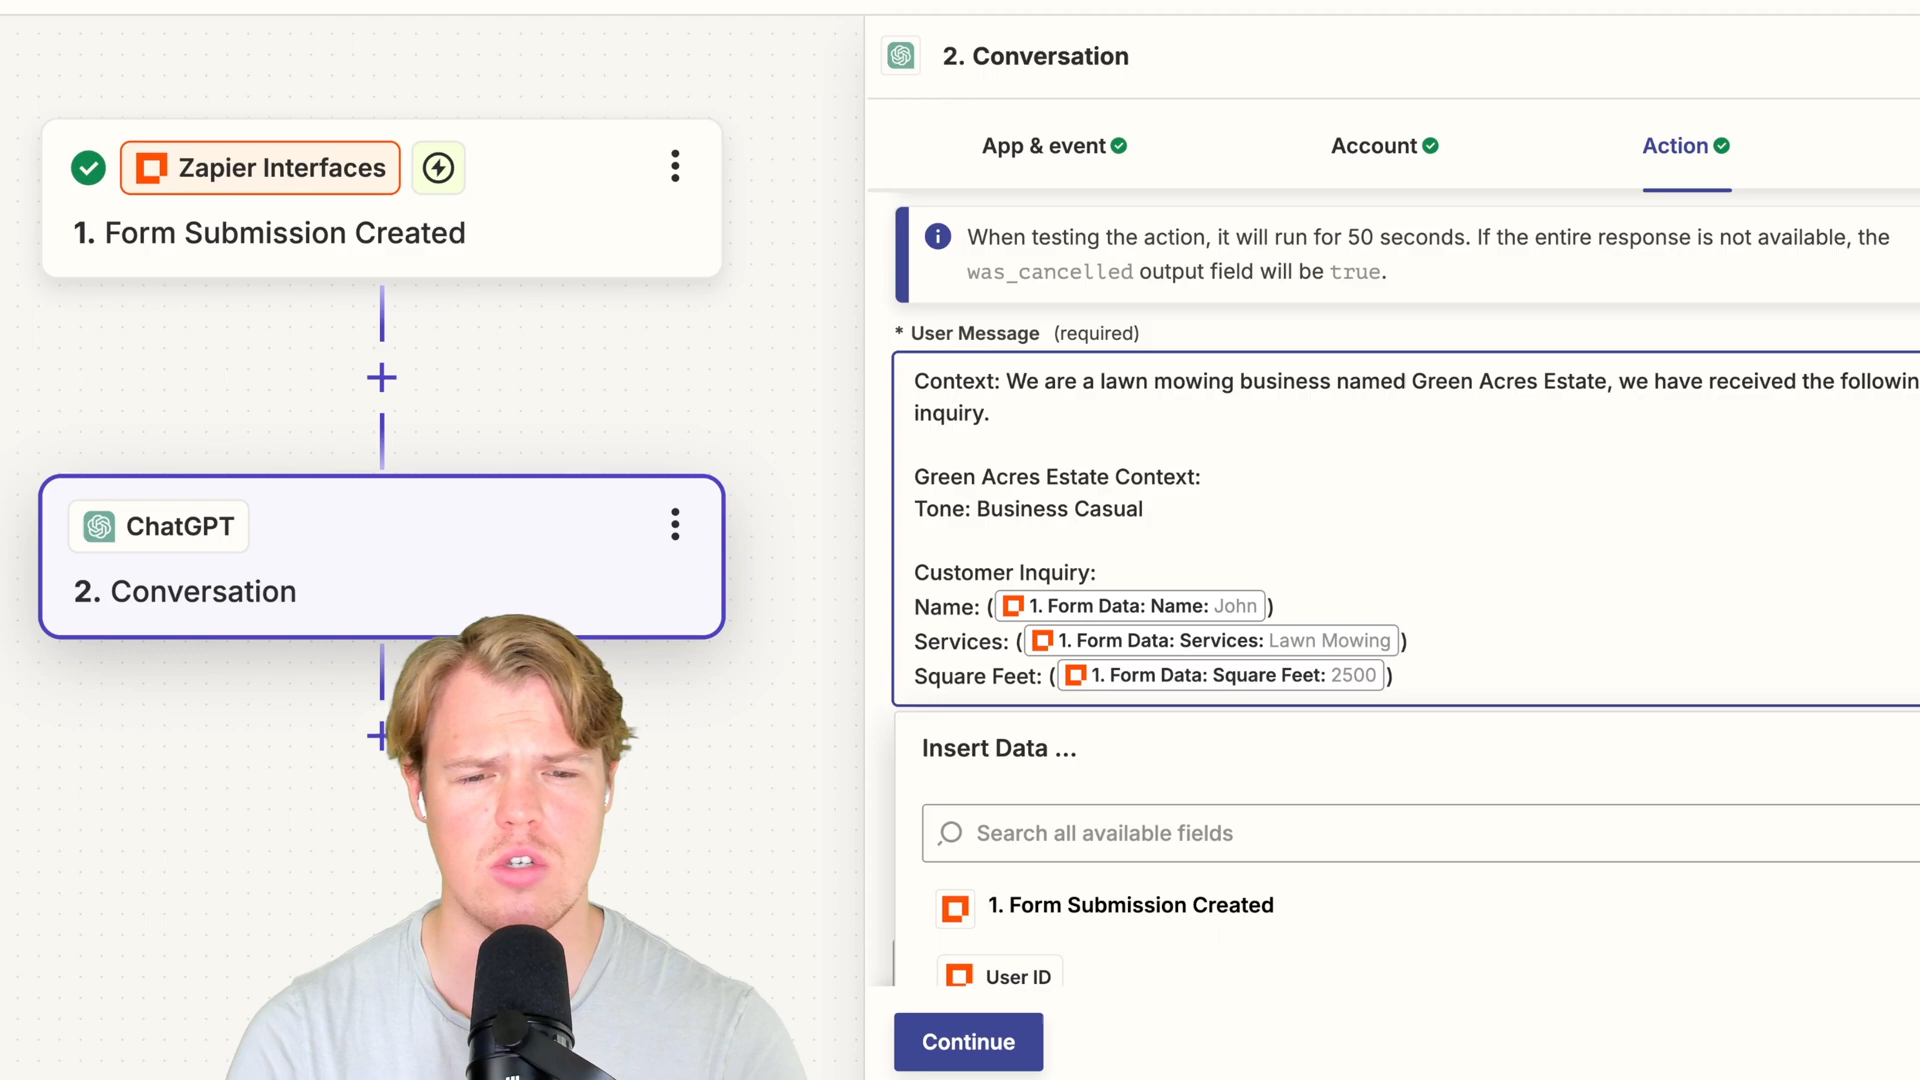 Zapier Interfaces
1. Form Submission Created
ChatGPT
2. Conversation
2. Conversation
App & event
Account
Action
When testing the action, it will run for 50 seconds. If the entire response is not available, the
was_cancelled output field will be true.
* User Message (required)
Context: We are a lawn mowing business named Green Acres Estate, we have received the followin
inquiry.
Green Acres Estate Context:
Tone: Business Casual
Customer Inquiry:
Name: (1. Form Data: Name: John)
Services: (1. Form Data: Services: Lawn Mowing)
Square Feet: (1. Form Data: Square Feet: 2500)
Insert Data ...
Search all available fields
1. Form Submission Created
User ID
Continue